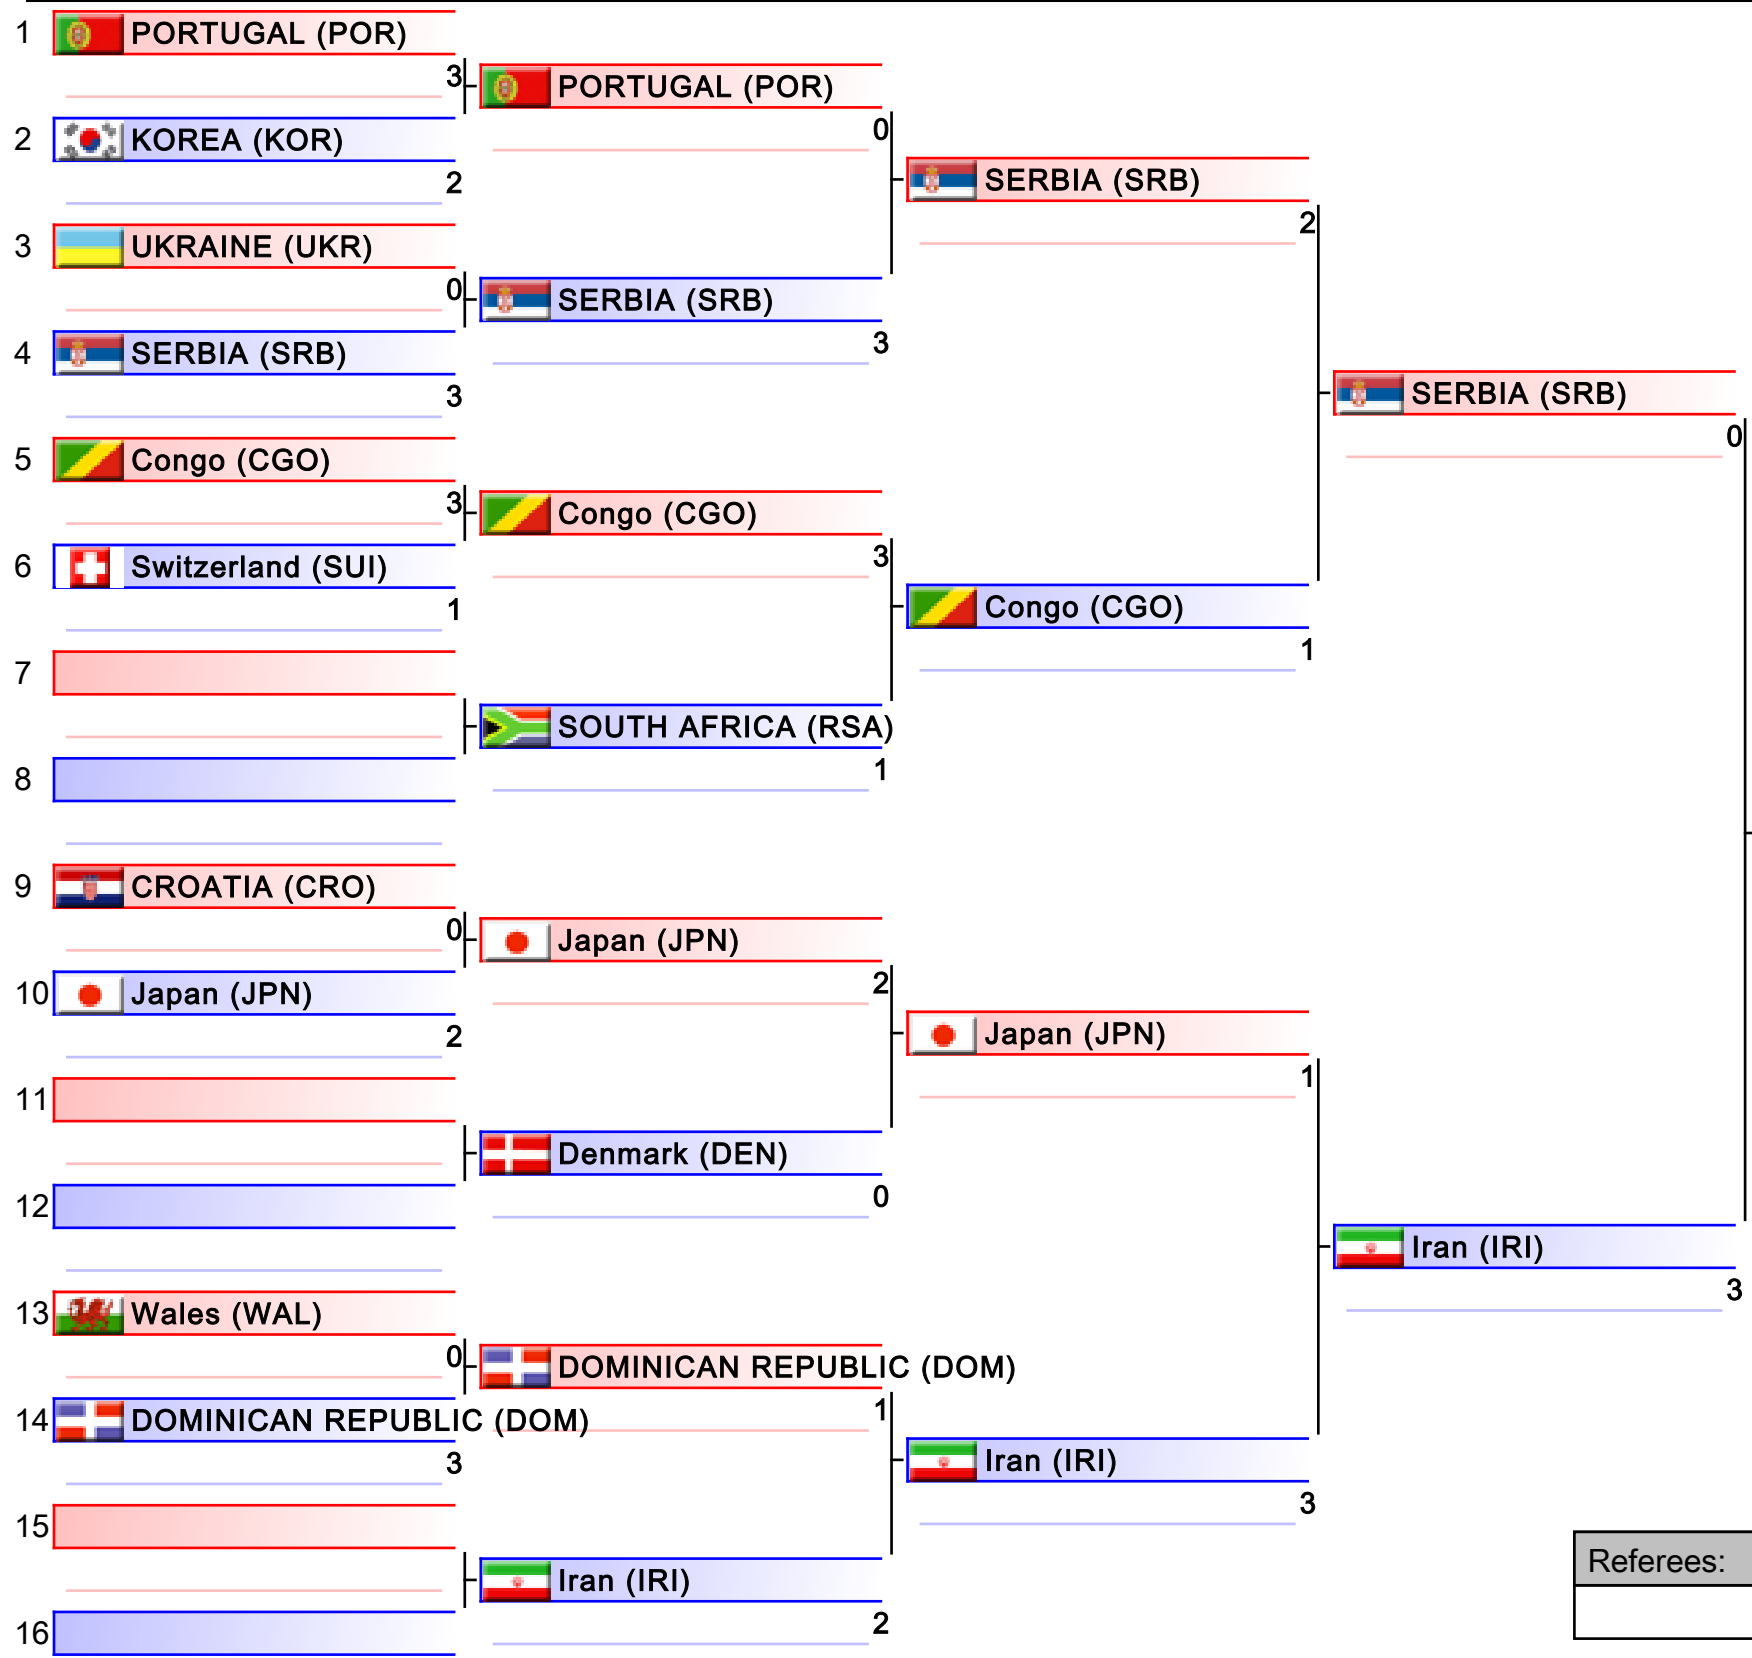 1 PORTUGAL (POR)
3
PORTUGAL (POR)
0
2 KOREA (KOR)
2
SERBIA (SRB)
2
3 UKRAINE (UKR)
0
SERBIA (SRB)
3
4 SERBIA (SRB)
3
SERBIA (SRB)
0
5 Congo (CGO)
3
Congo (CGO)
3
6 Switzerland (SUI)
1
Congo (CGO)
1
7
SOUTH AFRICA (RSA)
1
8
9 CROATIA (CRO)
0
Japan (JPN)
2
10 Japan (JPN)
2
Japan (JPN)
1
11
Denmark (DEN)
0
12
Iran (IRI)
3
13 Wales (WAL)
0
DOMINICAN REPUBLIC (DOM)
1
14 DOMINICAN REPUBLIC (DOM)
3
Iran (IRI)
3
15
Iran (IRI)
2
16
Referees: